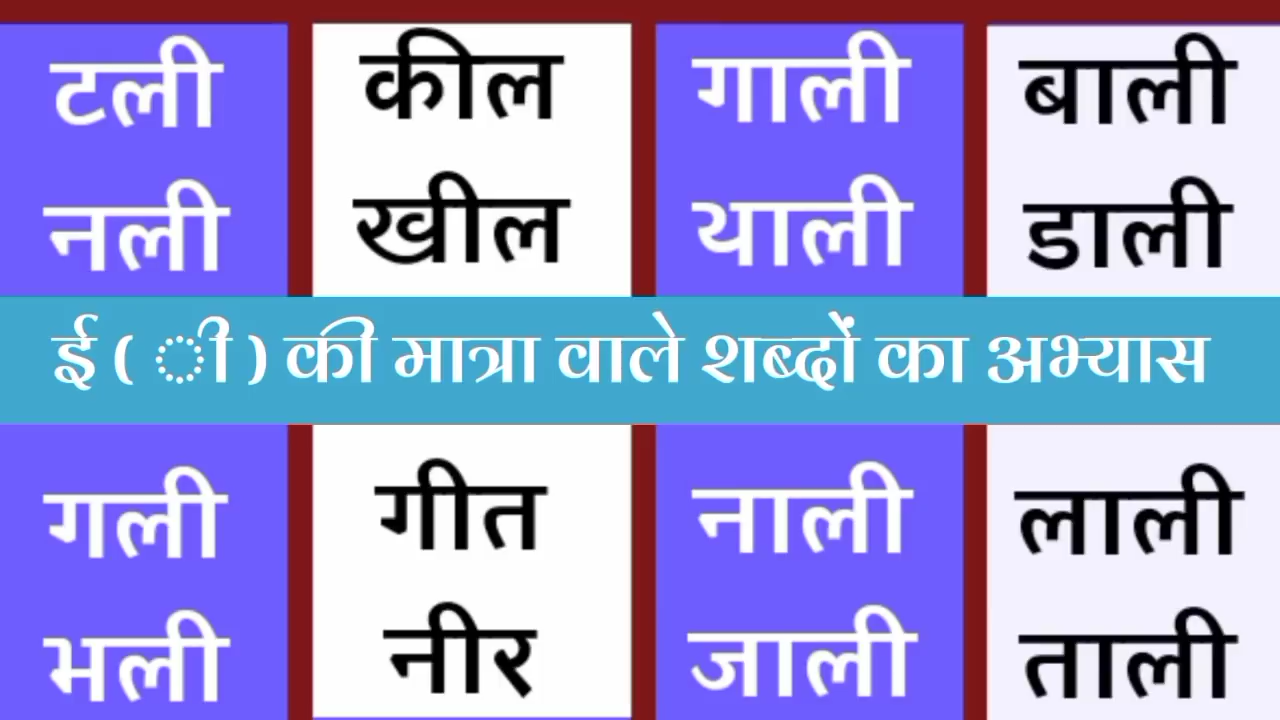 टली कील गाली बाली
नली खील थाली डाली
ई ( ी ) की मात्रा वाले शब्दों का अभ्यास
गली गीत नाली लाली
भली नीर जाली ताली